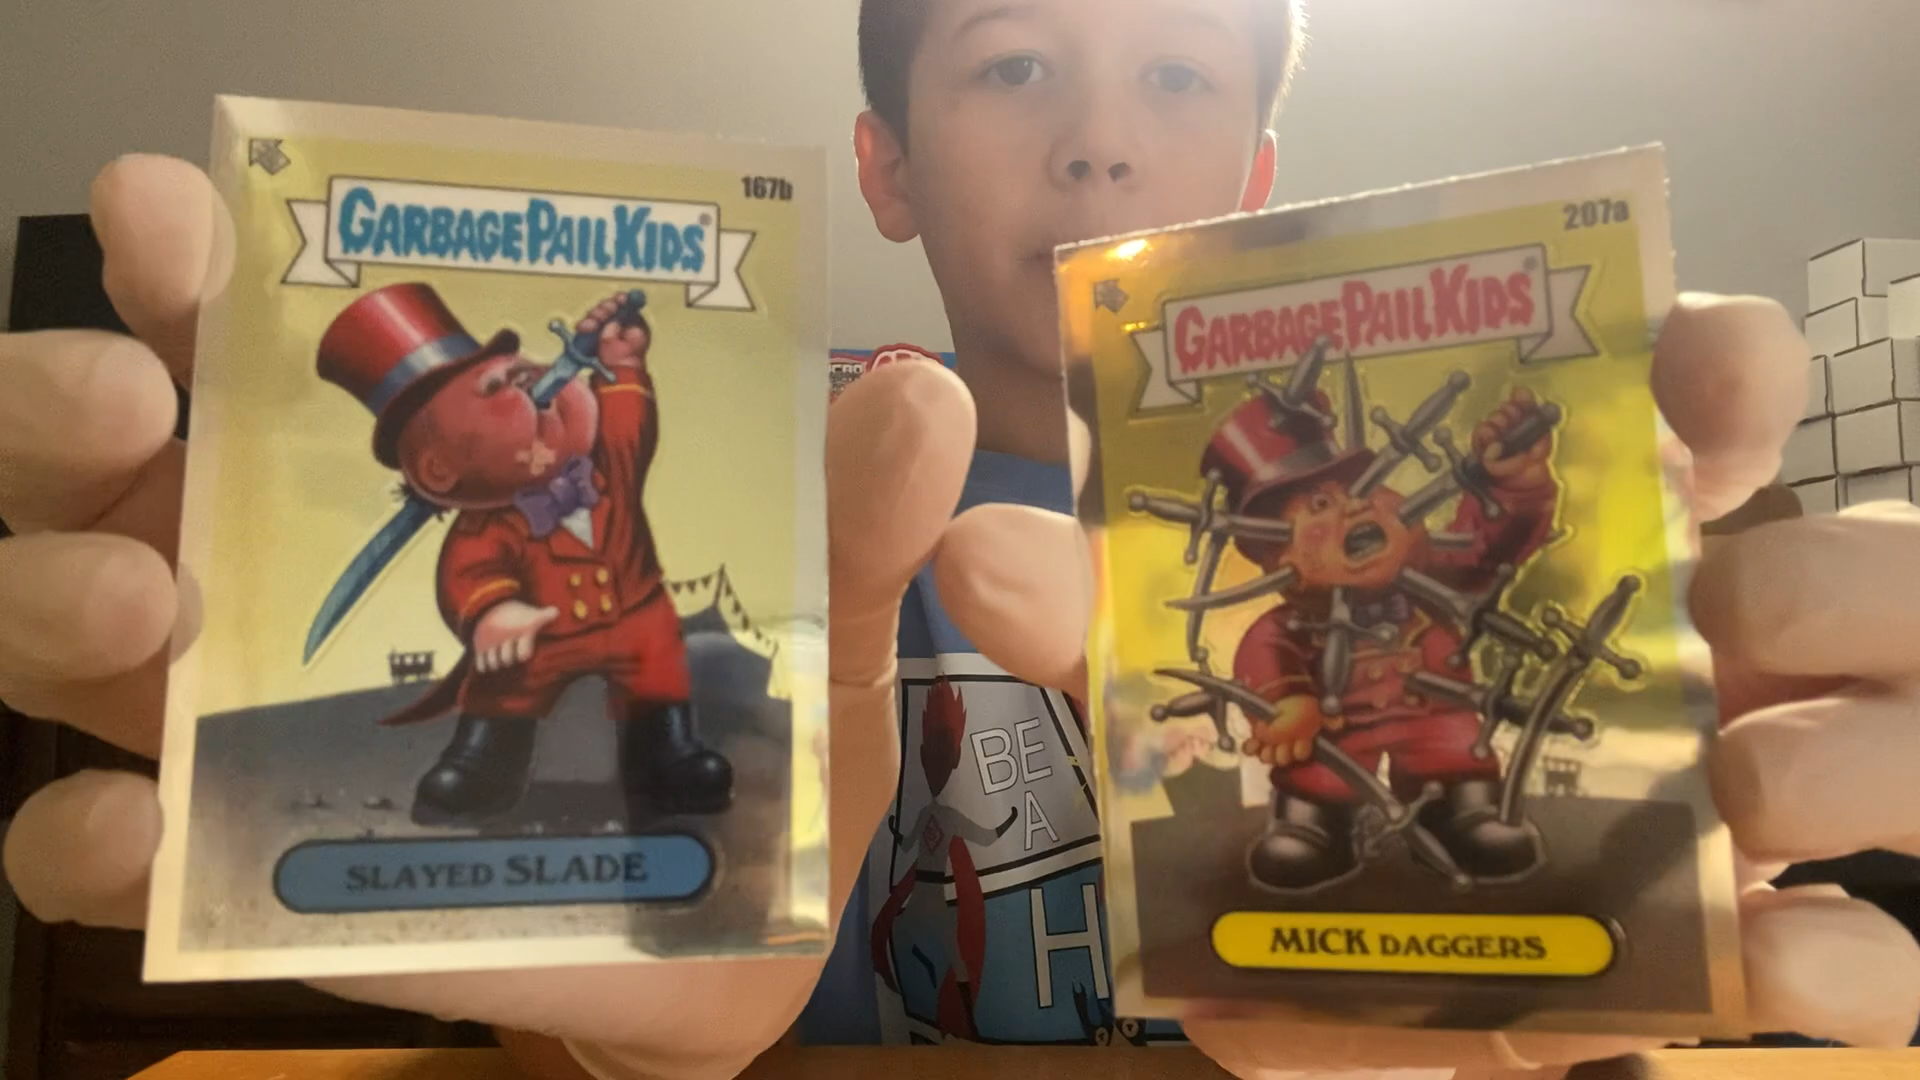 167b
GARBAGE PAIL KIDS®
SLAYED SLADE
207a
GARBAGE PAIL KIDS®
MICK DAGGERS
BE
A
H